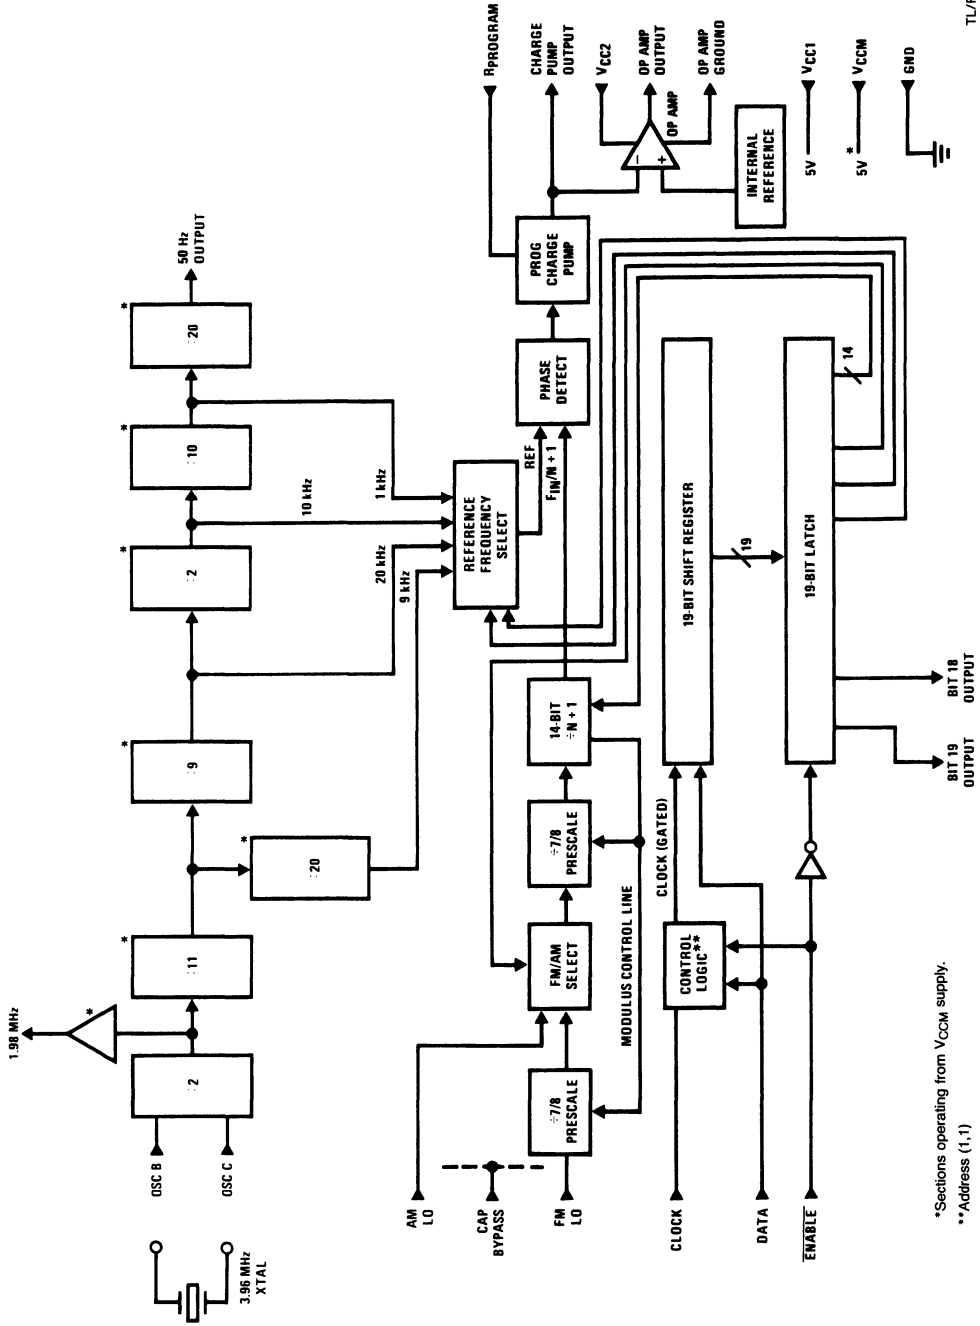 3.96 MHz
XTAL
OSC B
OSC C
÷2
1.98 MHz
*
÷11
*
÷9
*
÷2
*
÷10
*
÷20
*
50 Hz
OUTPUT
÷20
*
20 kHz
9 kHz
10 kHz
1 kHz
REFERENCE
FREQUENCY
SELECT
REF
FIN/N + 1
PHASE
DETECT
PROG
CHARGE
PUMP
RPROGRAM
CHARGE
PUMP
OUTPUT
VCC2
OP AMP
OUTPUT
OP AMP
GROUND
OP AMP
−
+
INTERNAL
REFERENCE
AM
LO
CAP
BYPASS
FM
LO
÷7/8
PRESCALE
FM/AM
SELECT
÷7/8
PRESCALE
14-BIT
÷N + 1
MODULUS CONTROL LINE
CLOCK
DATA
ENABLE
CONTROL
LOGIC**
CLOCK (GATED)
19-BIT SHIFT REGISTER
19
19-BIT LATCH
14
BIT 19
OUTPUT
BIT 18
OUTPUT
5V
VCC1
5V
*
VCCM
GND
*Sections operating from VCCM supply.
**Address (1,1)